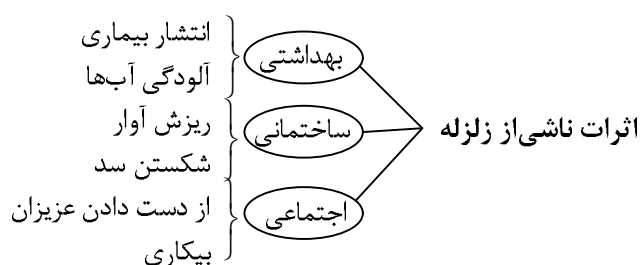 اثرات ناشی‌از زلزله
بهداشتی
انتشار بیماری
آلودگی آب‌ها
ساختمانی
ریزش آوار
شکستن سد
اجتماعی
از دست دادن عزیزان
بیکاری